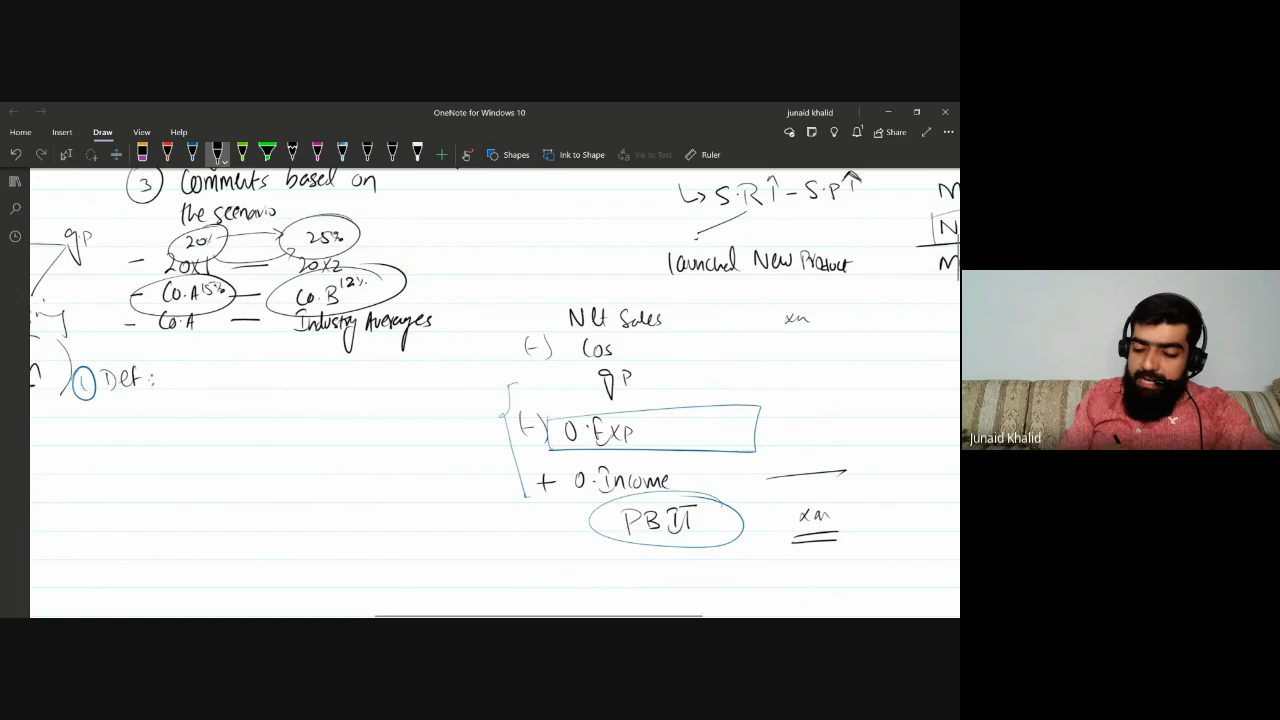 OneNote for Windows 10
junaid khalid
Home Insert Draw View Help
Share
Shapes
Ink to Shape
Ink to Text
Ruler
3 Comments based on
the scenario
gp
20% 25%
- 20x1 — 20x2
- Co.A 15% — Co.B 12%
- Co.A — Industry Averages
1 Def:
S.R↑ - S.P↑
launched New Product
Net Sales xx
(-) Cos
gp
(-) O.Exp
+ O.Income
PBIT xx
M
N
M
Junaid Khalid